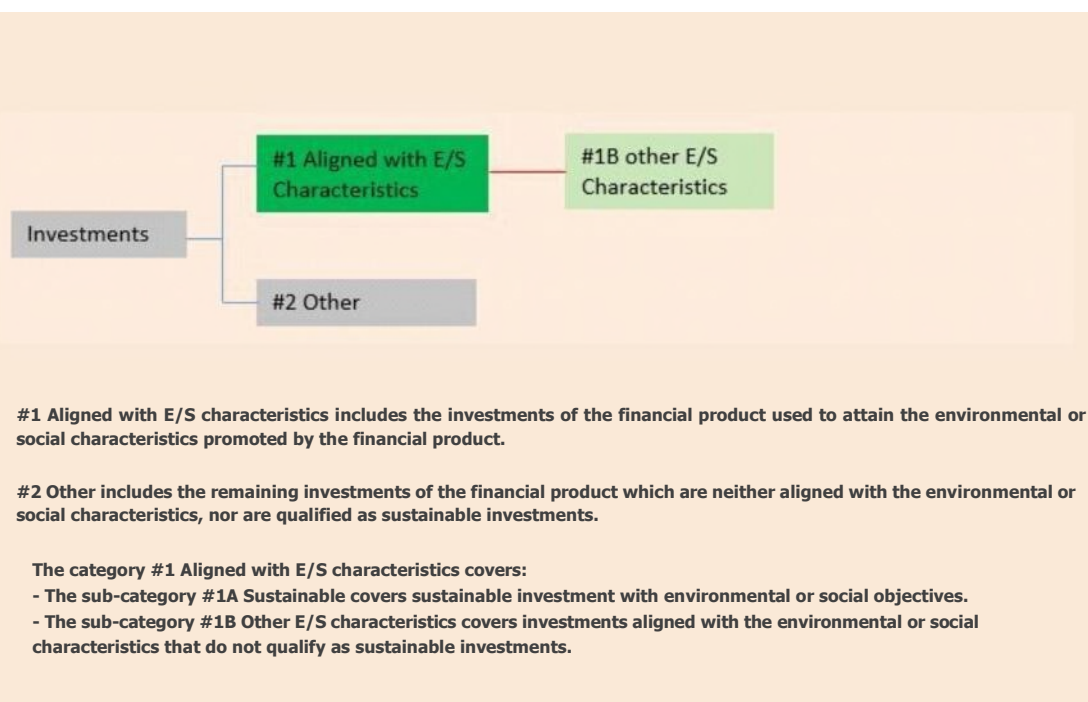 #1 Aligned with E/S
Characteristics
#1B other E/S
Characteristics
Investments
#2 Other
#1 Aligned with E/S characteristics includes the investments of the financial product used to attain the environmental or
social characteristics promoted by the financial product.
#2 Other includes the remaining investments of the financial product which are neither aligned with the environmental or
social characteristics, nor are qualified as sustainable investments.
The category #1 Aligned with E/S characteristics covers:
- The sub-category #1A Sustainable covers sustainable investment with environmental or social objectives.
- The sub-category #1B Other E/S characteristics covers investments aligned with the environmental or social
characteristics that do not qualify as sustainable investments.